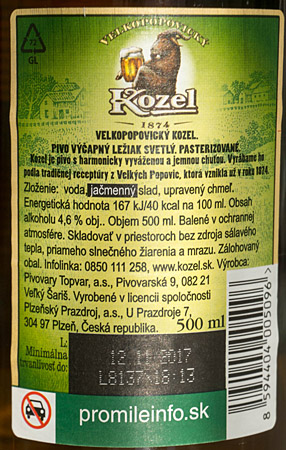 72
GL
VELKOPOPOVICKÝ
Kozel
1874
VELKOPOPOVICKÝ KOZEL.
PIVO VÝČAPNÝ LEŽIAK SVETLÝ. PASTERIZOVANÉ.
Kozel je pivo s harmonicky vyváženou a jemnou chuťou. Vyrábame ho
podľa tradičnej receptúry z Veľkých Popovic, ktorá vznikla už v roku 1874.
Zloženie: voda, jačmenný slad, upravený chmeľ.
Energetická hodnota 167 kJ/40 kcal na 100 ml. Obsah
alkoholu 4,6 % obj.. Objem 500 ml. Balené v ochrannej
atmosfére. Skladovať v priestoroch bez zdroja sálavého
tepla, priameho slnečného žiarenia a mrazu. Zálohovaný
obal. Infolinka: 0850 111 258, www.kozel.sk. Výrobca:
Pivovary Topvar, a.s., Pivovarská 9, 082 21
Veľký Šariš. Vyrobené v licencii spoločnosti
Plzeňský Prazdroj, a.s., U Prazdroje 7,
304 97 Plzeň, Česká republika. 500 ml
L:
Minimálna
trvanlivosť do:
12.11.2017
L8137 18:13
8 594404 005096
promileinfo.sk